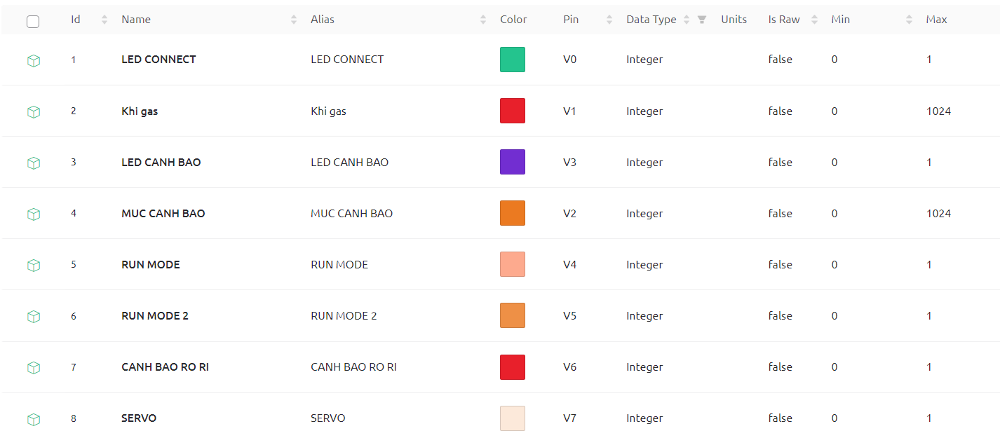 Id Name Alias Color Pin Data Type Units Is Raw Min Max
1 LED CONNECT LED CONNECT V0 Integer false 0 1
2 Khi gas Khi gas V1 Integer false 0 1024
3 LED CANH BAO LED CANH BAO V3 Integer false 0 1
4 MUC CANH BAO MUC CANH BAO V2 Integer false 0 1024
5 RUN MODE RUN MODE V4 Integer false 0 1
6 RUN MODE 2 RUN MODE 2 V5 Integer false 0 1
7 CANH BAO RO RI CANH BAO RO RI V6 Integer false 0 1
8 SERVO SERVO V7 Integer false 0 1